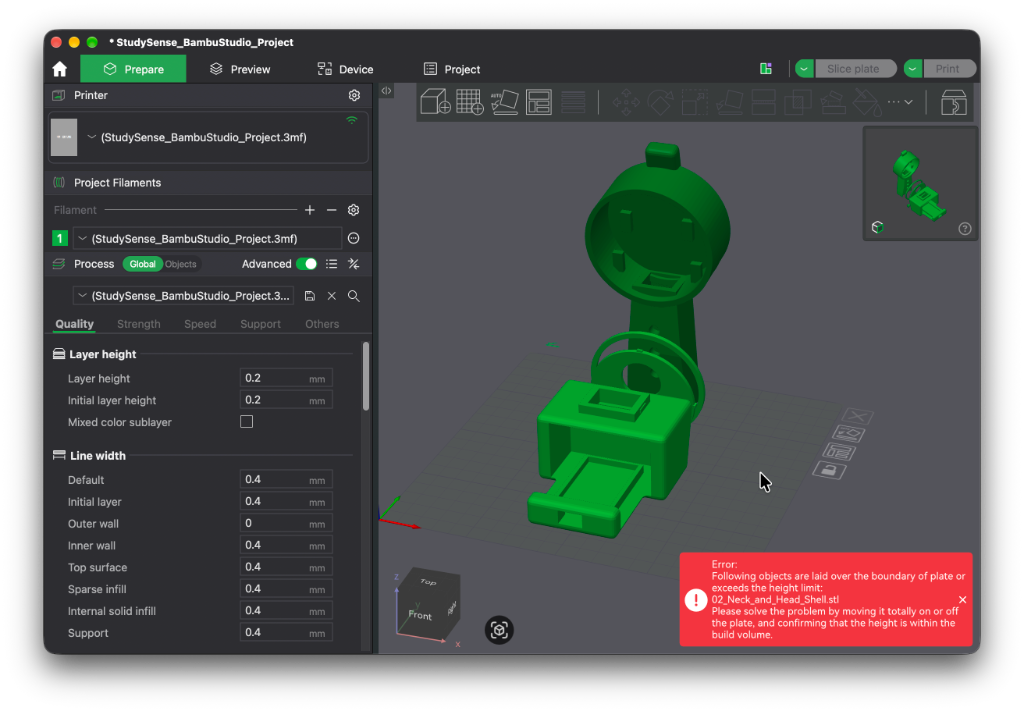 * StudySense_BambuStudio_Project
Prepare
Preview
Device
Project
Slice plate
Print
Printer
(StudySense_BambuStudio_Project.3mf)
Project Filaments
Filament
1
(StudySense_BambuStudio_Project.3mf)
Process
Global
Objects
Advanced
(StudySense_BambuStudio_Project.3...
Quality
Strength
Speed
Support
Others
Layer height
Layer height 0.2 mm
Initial layer height 0.2 mm
Mixed color sublayer
Line width
Default 0.4 mm
Initial layer 0.4 mm
Outer wall 0 mm
Inner wall 0.4 mm
Top surface 0.4 mm
Sparse infill 0.4 mm
Internal solid infill 0.4 mm
Support 0.4 mm
AUTO
?
Z
Top
Front
Right
Y
X
Error:
Following objects are laid over the boundary of plate or
exceeds the height limit:
02_Neck_and_Head_Shell.stl
Please solve the problem by moving it totally on or off
the plate, and confirming that the height is within the
build volume.